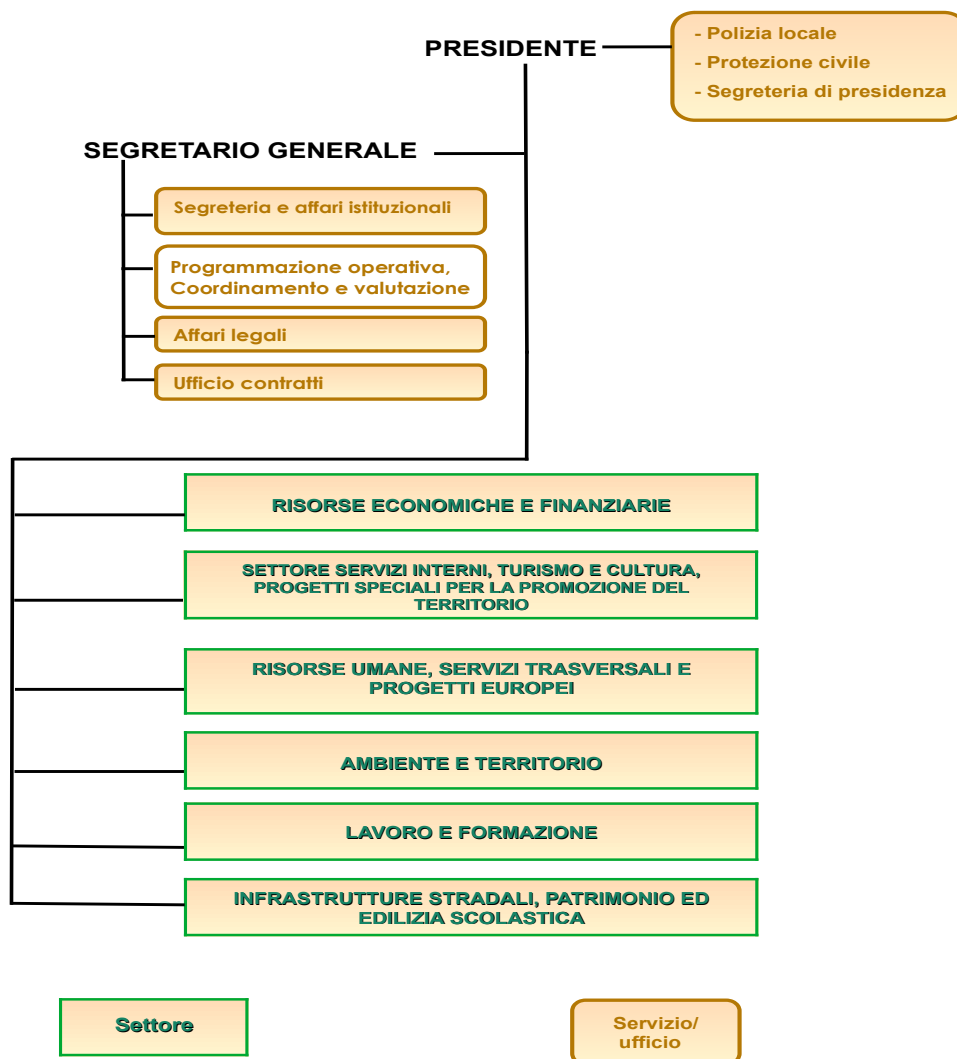 PRESIDENTE
- Polizia locale
- Protezione civile
- Segreteria di presidenza
SEGRETARIO GENERALE
Segreteria e affari istituzionali
Programmazione operativa,
Coordinamento e valutazione
Affari legali
Ufficio contratti
RISORSE ECONOMICHE E FINANZIARIE
SETTORE SERVIZI INTERNI, TURISMO E CULTURA,
PROGETTI SPECIALI PER LA PROMOZIONE DEL
TERRITORIO
RISORSE UMANE, SERVIZI TRASVERSALI E
PROGETTI EUROPEI
AMBIENTE E TERRITORIO
LAVORO E FORMAZIONE
INFRASTRUTTURE STRADALI, PATRIMONIO ED
EDILIZIA SCOLASTICA
Settore
Servizio/
ufficio